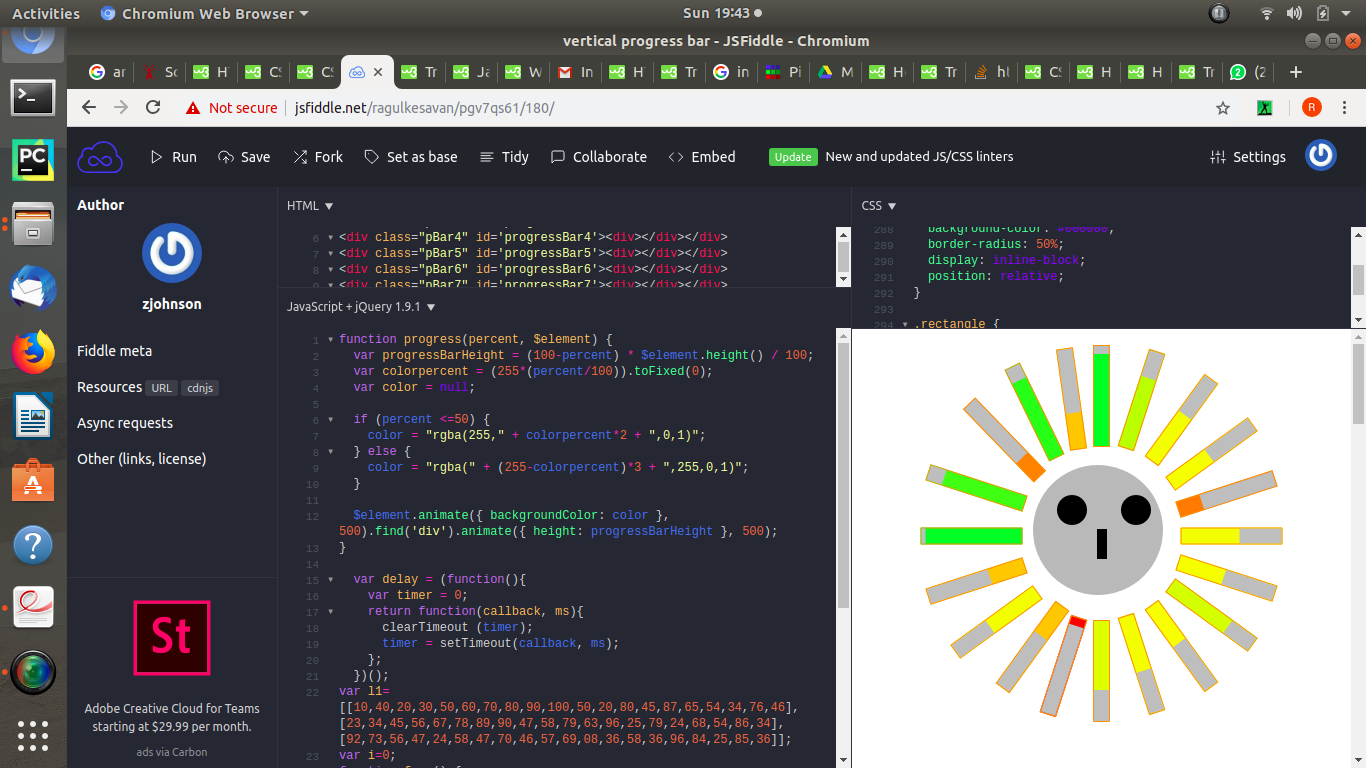 Activities Chromium Web Browser Sun 19:43
vertical progress bar - JSFiddle - Chromium
ar Sc H CS CS Tr Ja W In H Tr in Pi M H Tr ht CS H H Tr (2
Not secure jsfiddle.net/ragulkesavan/pgv7qs61/180/ R
Run Save Fork Set as base Tidy Collaborate Embed Update New and updated JS/CSS linters Settings
Author
zjohnson
Fiddle meta
Resources URL cdnjs
Async requests
Other (links, license)
St
Adobe Creative Cloud for Teams
starting at $29.99 per month.
ads via Carbon
HTML
6 <div class="pBar4" id='progressBar4'><div></div></div>
7 <div class="pBar5" id='progressBar5'><div></div></div>
8 <div class="pBar6" id='progressBar6'><div></div></div>
9 <div class="pBar7" id='progressBar7'><div></div></div>
CSS
288 background-color: #000000;
289 border-radius: 50%;
290 display: inline-block;
291 position: relative;
292 }
293
294 .rectangle {
JavaScript + jQuery 1.9.1
1 function progress(percent, $element) {
2 var progressBarHeight = (100-percent) * $element.height() / 100;
3 var colorpercent = (255*(percent/100)).toFixed(0);
4 var color = null;
5
6 if (percent <=50) {
7 color = "rgba(255," + colorpercent*2 + ",0,1)";
8 } else {
9 color = "rgba(" + (255-colorpercent)*3 + ",255,0,1)";
10 }
11
12 $element.animate({ backgroundColor: color },
500).find('div').animate({ height: progressBarHeight }, 500);
13 }
14
15 var delay = (function(){
16 var timer = 0;
17 return function(callback, ms){
18 clearTimeout (timer);
19 timer = setTimeout(callback, ms);
20 };
21 })();
22 var l1=
[[10,40,20,30,50,60,70,80,90,100,50,20,80,45,87,65,54,34,76,46],
[23,34,45,56,67,78,89,90,47,58,79,63,96,25,79,24,68,54,86,34],
[92,73,56,47,24,58,47,70,46,57,69,08,36,58,36,96,84,25,85,36]];
23 var i=0;
PC